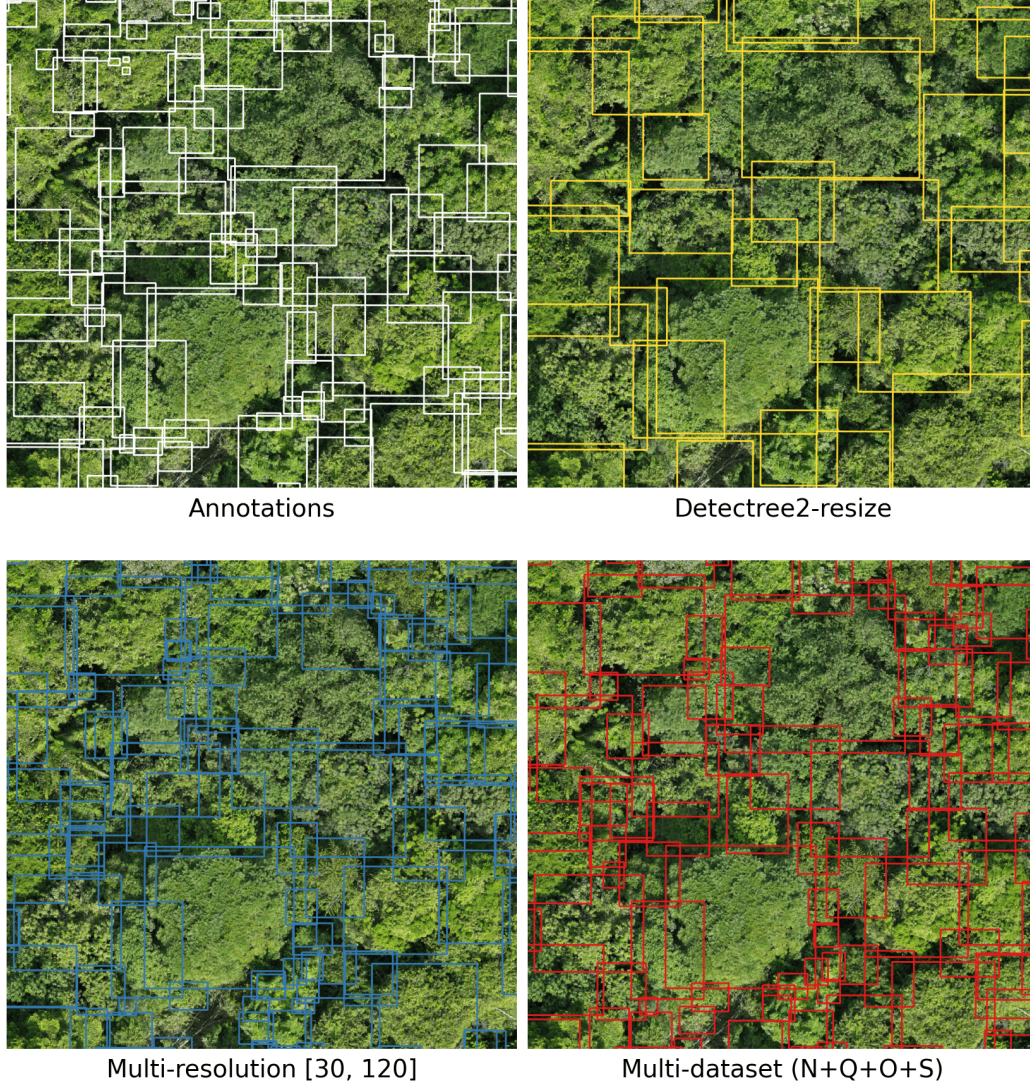 Annotations
Detectree2-resize
Multi-resolution [30, 120]
Multi-dataset (N+Q+O+S)